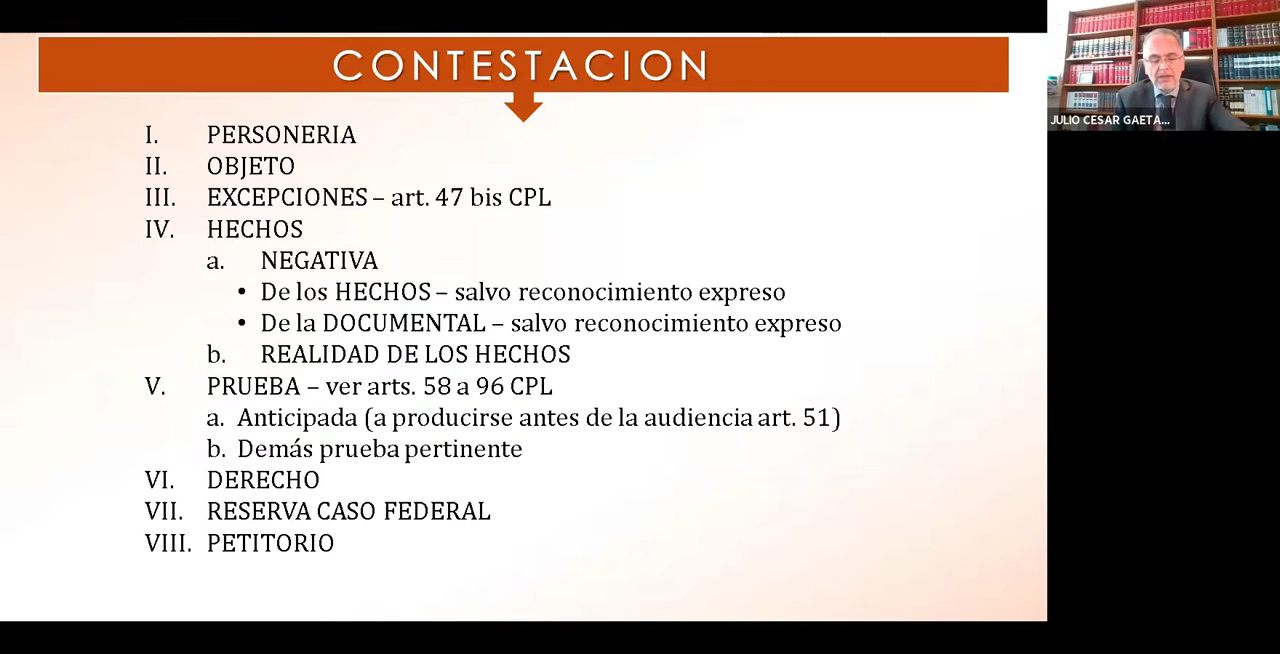 CONTESTACION
I. PERSONERIA
II. OBJETO
III. EXCEPCIONES – art. 47 bis CPL
IV. HECHOS
a. NEGATIVA
• De los HECHOS – salvo reconocimiento expreso
• De la DOCUMENTAL – salvo reconocimiento expreso
b. REALIDAD DE LOS HECHOS
V. PRUEBA – ver arts. 58 a 96 CPL
a. Anticipada (a producirse antes de la audiencia art. 51)
b. Demás prueba pertinente
VI. DERECHO
VII. RESERVA CASO FEDERAL
VIII. PETITORIO
JULIO CESAR GAETA...